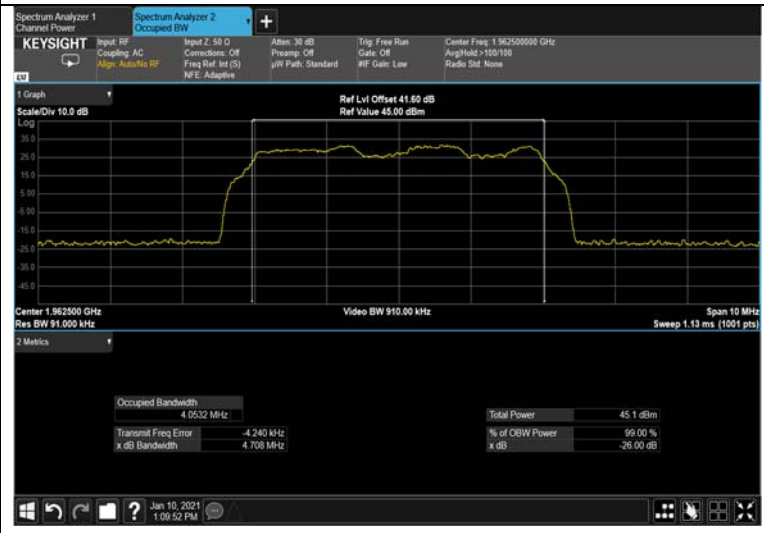 Spectrum Analyzer 1
Channel Power
Spectrum Analyzer 2
Occupied BW
+
KEYSIGHT
Input: RF
Coupling: AC
Align: Auto/No RF
Input Z: 50 Ω
Corrections: Off
Freq Ref: Int (S)
NFE: Adaptive
Atten: 30 dB
Preamp: Off
µW Path: Standard
Trig: Free Run
Gate: Off
#IF Gain: Low
Center Freq: 1.962500000 GHz
Avg|Hold:>100/100
Radio Std: None
1 Graph
Scale/Div 10.0 dB
Ref Lvl Offset 41.60 dB
Ref Value 45.00 dBm
Log
35.0
25.0
15.0
5.00
-5.00
-15.0
-25.0
-35.0
-45.0
Center 1.962500 GHz
Res BW 91.000 kHz
Video BW 910.00 kHz
Span 10 MHz
Sweep 1.13 ms (1001 pts)
2 Metrics
Occupied Bandwidth
4.0532 MHz
Transmit Freq Error -4.240 kHz
x dB Bandwidth 4.708 MHz
Total Power 45.1 dBm
% of OBW Power 99.00 %
x dB -26.00 dB
?
Jan 10, 2021
1:09:52 PM